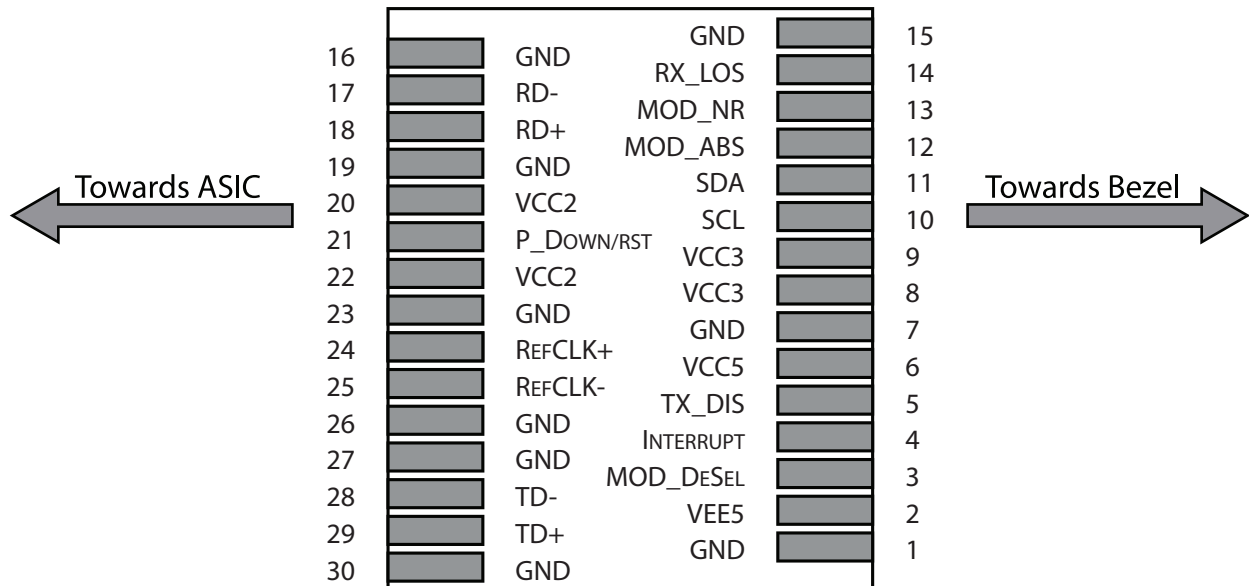 GND 15
16 GND
RX_LOS 14
17 RD-
MOD_NR 13
18 RD+
MOD_ABS 12
19 GND
SDA 11
Towards ASIC
Towards Bezel
20 VCC2
SCL 10
21 P_DOWN/RST
VCC3 9
22 VCC2
VCC3 8
23 GND
GND 7
24 REFCLK+
VCC5 6
25 REFCLK-
TX_DIS 5
26 GND
INTERRUPT 4
27 GND
MOD_DESEL 3
28 TD-
VEE5 2
29 TD+
GND 1
30 GND